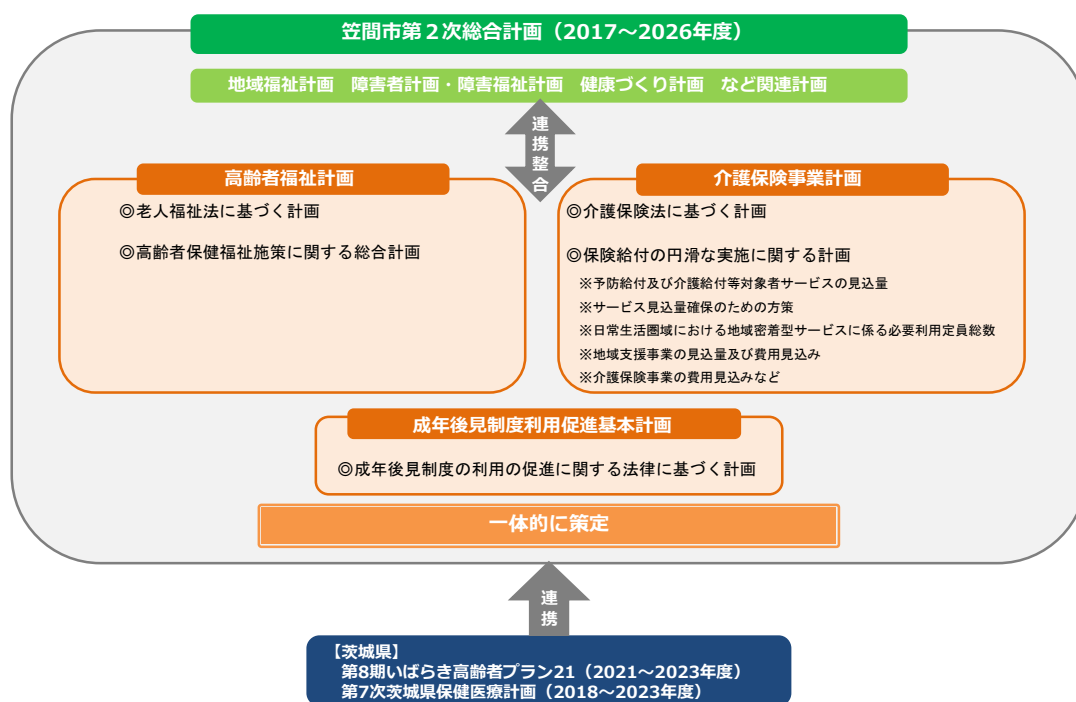 笠間市第２次総合計画（2017～2026年度）
地域福祉計画　障害者計画・障害福祉計画　健康づくり計画　など関連計画
連携整合
高齢者福祉計画
◎老人福祉法に基づく計画
◎高齢者保健福祉施策に関する総合計画
介護保険事業計画
◎介護保険法に基づく計画
◎保険給付の円滑な実施に関する計画
※予防給付及び介護給付等対象者サービスの見込量
※サービス見込量確保のための方策
※日常生活圏域における地域密着型サービスに係る必要利用定員総数
※地域支援事業の見込量及び費用見込み
※介護保険事業の費用見込みなど
成年後見制度利用促進基本計画
◎成年後見制度の利用の促進に関する法律に基づく計画
一体的に策定
連携
【茨城県】
第8期いばらき高齢者プラン21（2021～2023年度）
第7次茨城県保健医療計画（2018～2023年度）